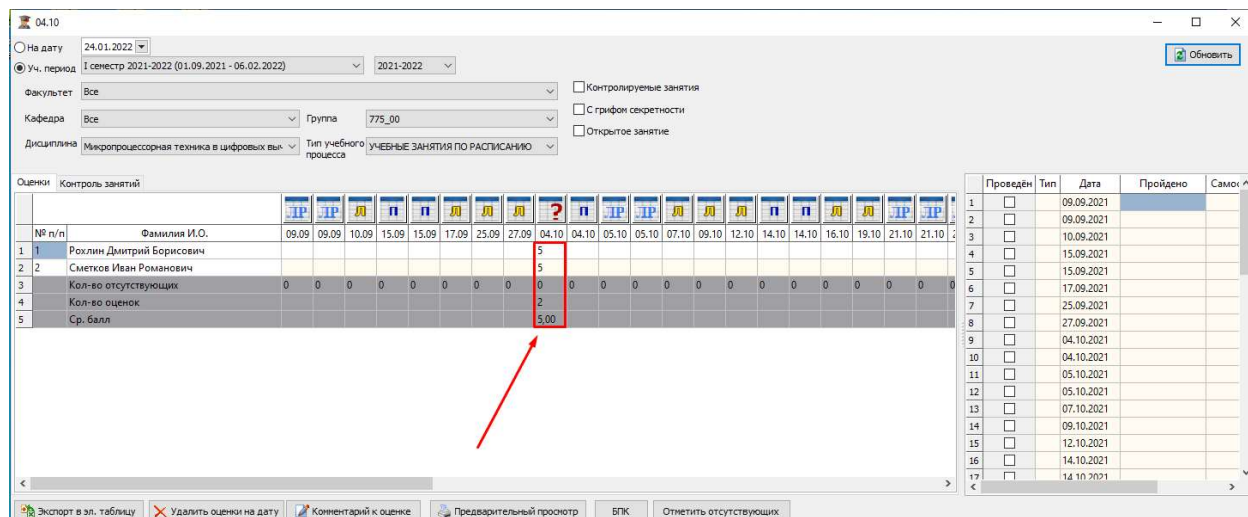 04.10
На дату 24.01.2022
Уч. период I семестр 2021-2022 (01.09.2021 - 06.02.2022) 2021-2022
Обновить
Факультет Все
Контролируемые занятия
С грифом секретности
Кафедра Все Группа 775_00
Открытое занятие
Дисциплина Микропроцессорная техника в цифровых выч Тип учебного процесса УЧЕБНЫЕ ЗАНЯТИЯ ПО РАСПИСАНИЮ
Оценки Контроль занятий
ЛР ЛР Л П П Л Л Л ? П ЛР ЛР Л Л Л П П Л Л ЛР ЛР
№ п/п Фамилия И.О. 09.09 09.09 10.09 15.09 15.09 17.09 25.09 27.09 04.10 04.10 05.10 05.10 07.10 09.10 12.10 14.10 14.10 16.10 19.10 21.10 21.10 2
1 1 Рохлин Дмитрий Борисович 5
2 2 Сметков Иван Романович 5
3 Кол-во отсутствующих 0 0 0 0 0 0 0 0 0 0 0 0 0 0 0 0 0 0 0 0 0 0
4 Кол-во оценок 2
5 Ср. балл 5,00
Проведён Тип Дата Пройдено Самос
1 09.09.2021
2 09.09.2021
3 10.09.2021
4 15.09.2021
5 15.09.2021
6 17.09.2021
7 25.09.2021
8 27.09.2021
9 04.10.2021
10 04.10.2021
11 05.10.2021
12 05.10.2021
13 07.10.2021
14 09.10.2021
15 12.10.2021
16 14.10.2021
17 14.10.2021
Экспорт в эл. таблицу Удалить оценки на дату Комментарий к оценке Предварительный просмотр БПК Отметить отсутствующих